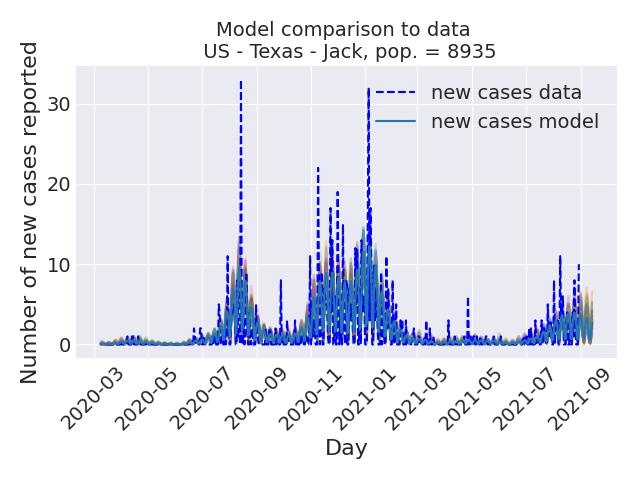 Model comparison to data
US - Texas - Jack, pop. = 8935
Number of new cases reported
30
20
10
0
new cases data
new cases model
2020-03
2020-05
2020-07
2020-09
2020-11
2021-01
2021-03
2021-05
2021-07
2021-09
Day